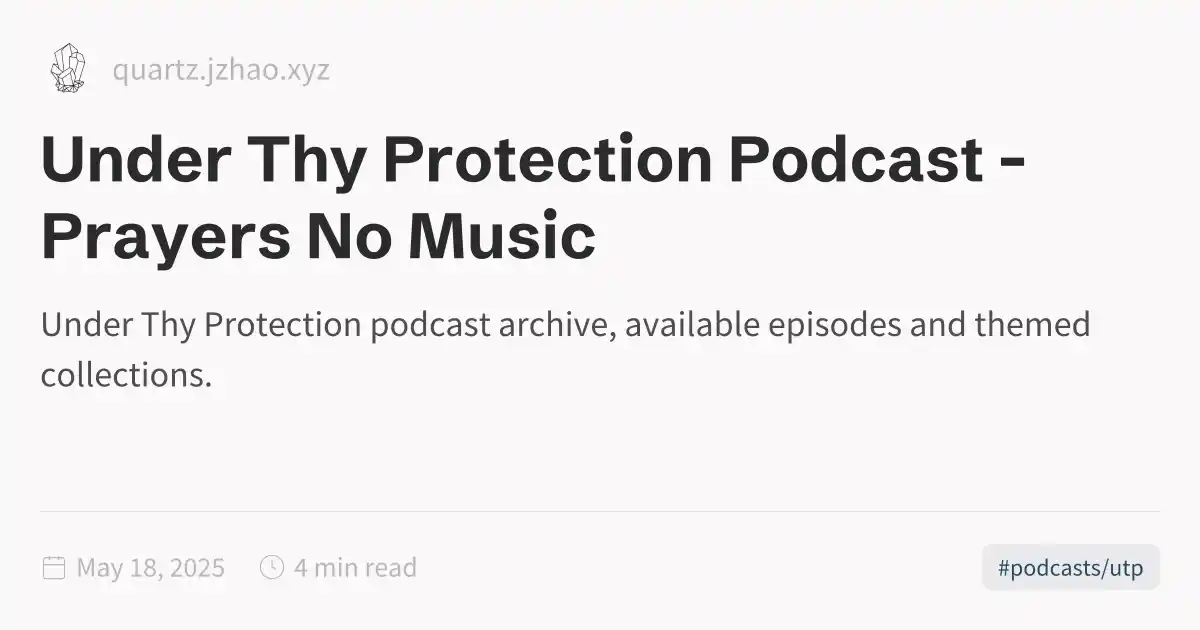 quartz.jzhao.xyz
Under Thy Protection Podcast -
Prayers No Music
Under Thy Protection podcast archive, available episodes and themed
collections.
May 18, 2025
4 min read
#podcasts/utp